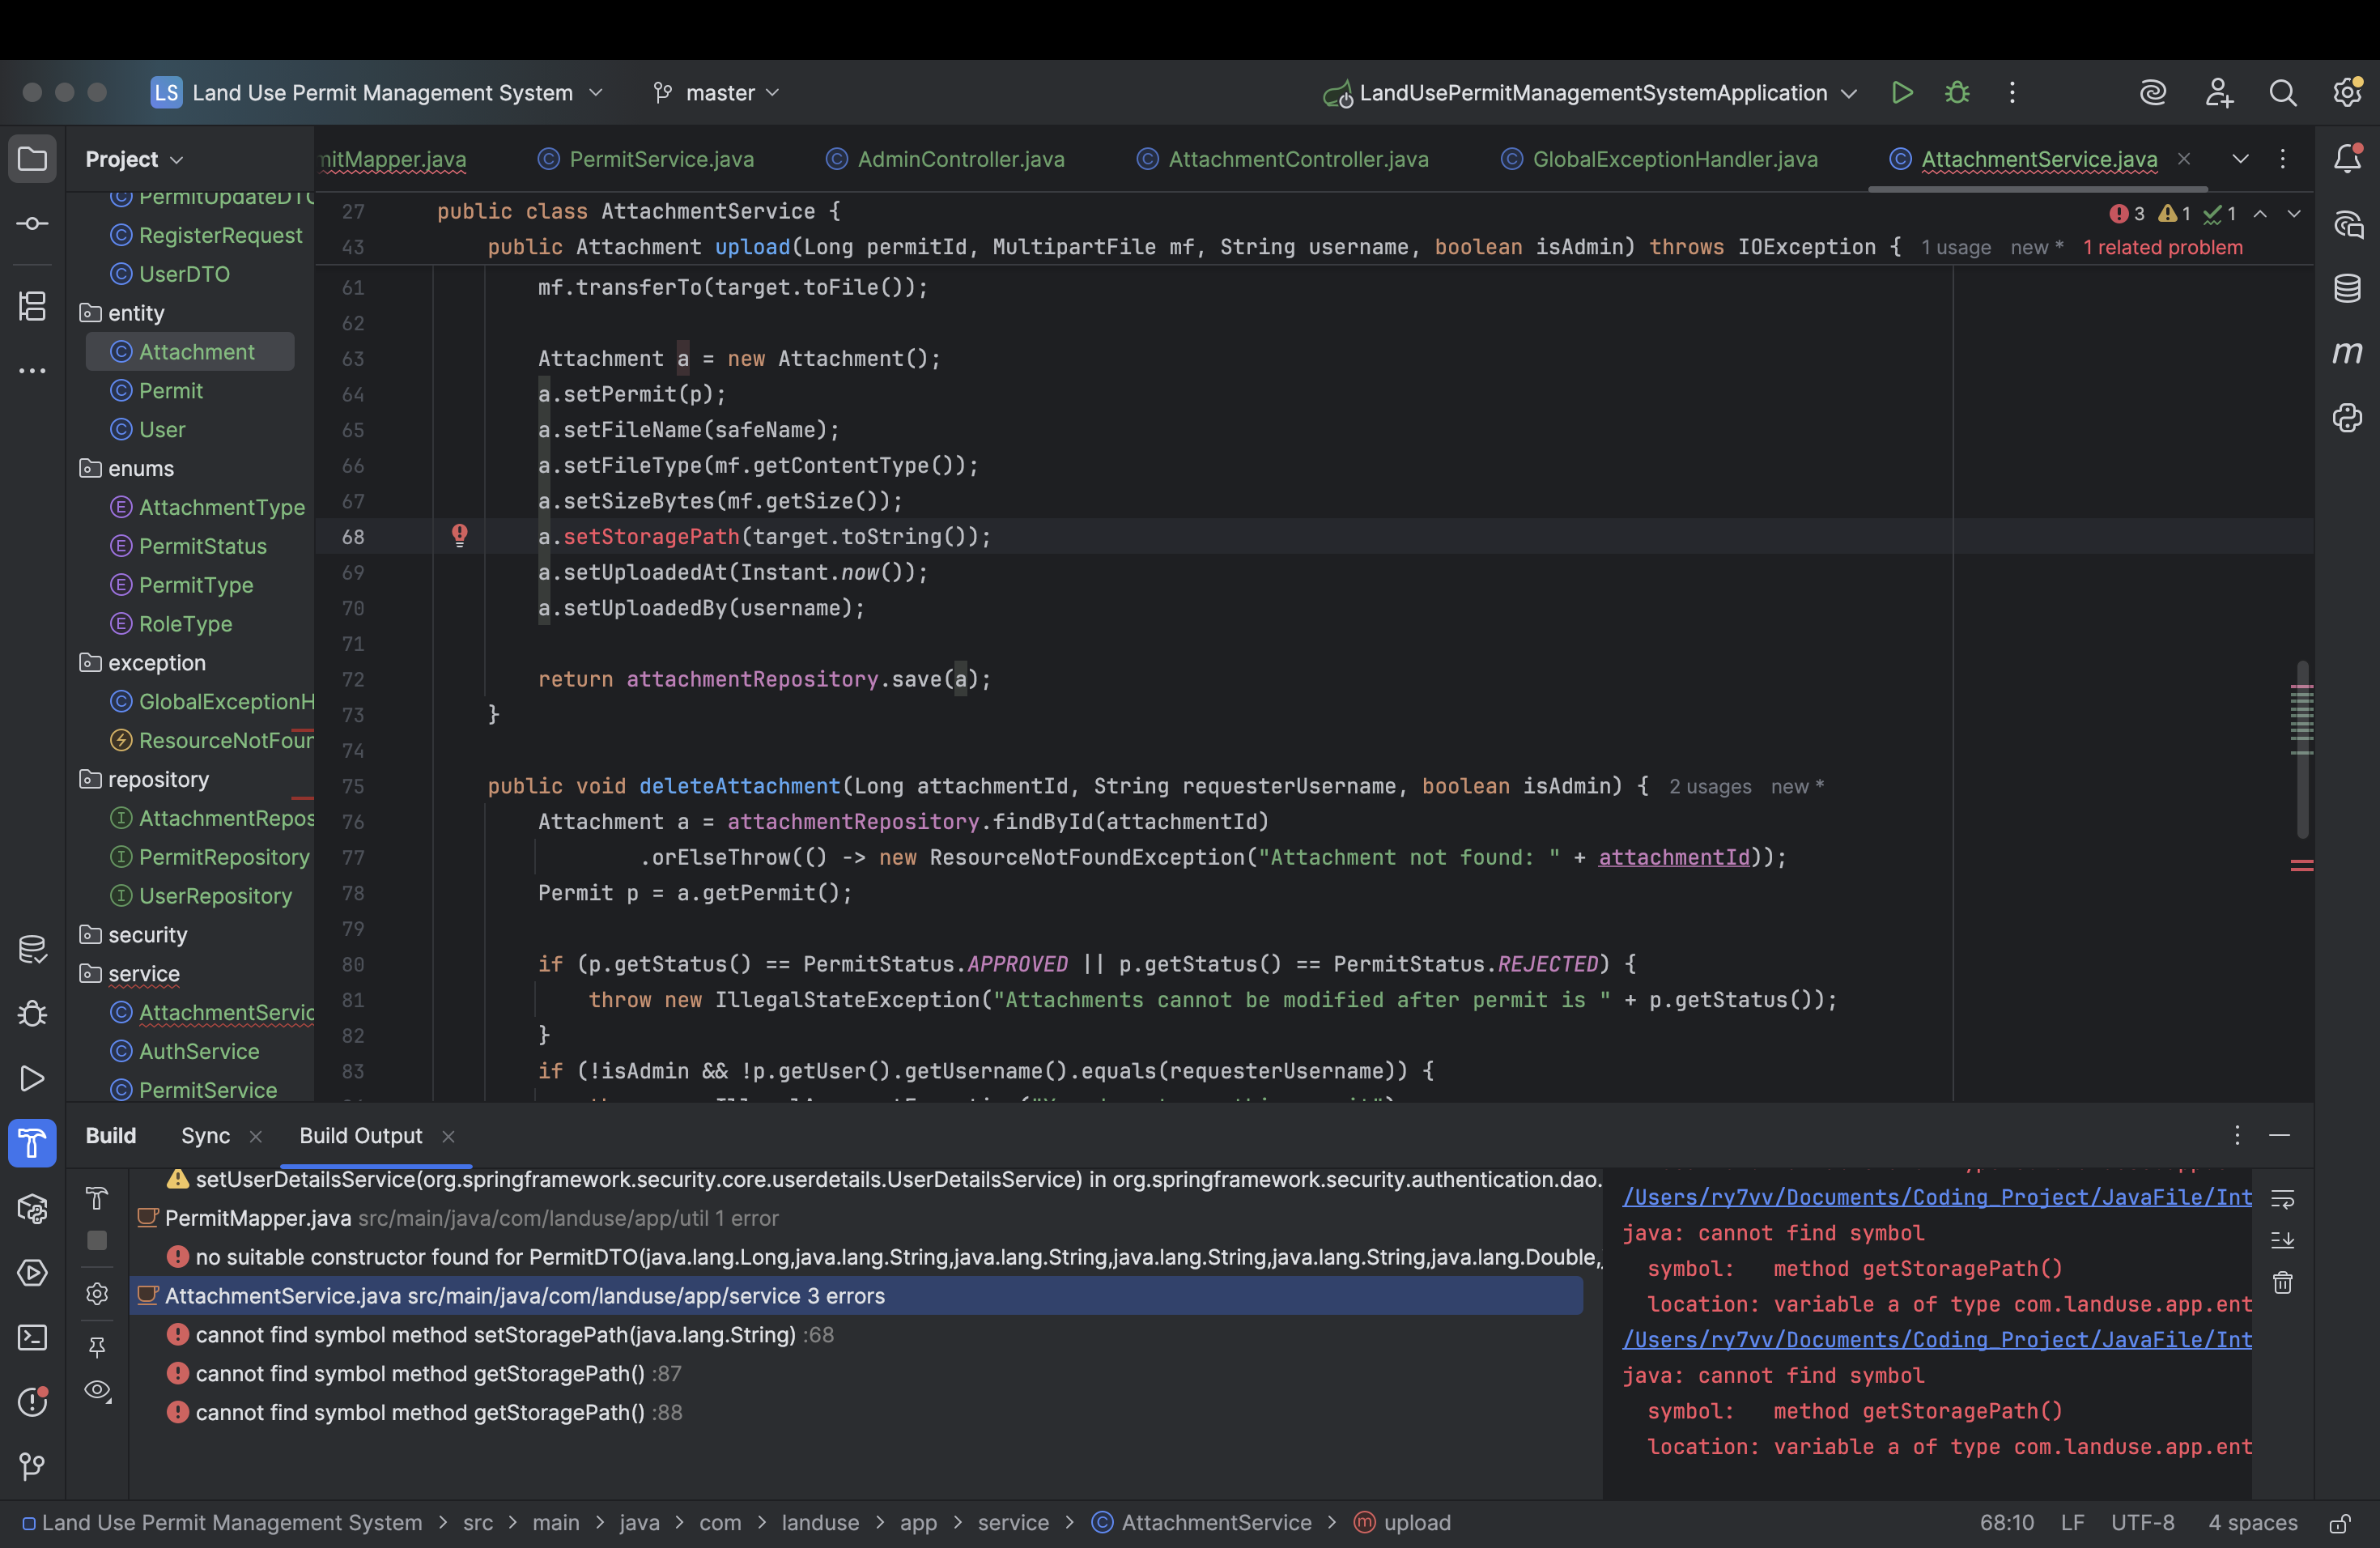 LS Land Use Permit Management System
master
LandUsePermitManagementSystemApplication
Project
mitMapper.java
PermitService.java
AdminController.java
AttachmentController.java
GlobalExceptionHandler.java
AttachmentService.java
PermitUpdateDTO
RegisterRequest
UserDTO
entity
Attachment
Permit
User
enums
AttachmentType
PermitStatus
PermitType
RoleType
exception
GlobalExceptionH
ResourceNotFoun
repository
AttachmentRepos
PermitRepository
UserRepository
security
service
AttachmentServic
AuthService
PermitService
27 public class AttachmentService {
3 1 1
43 public Attachment upload(Long permitId, MultipartFile mf, String username, boolean isAdmin) throws IOException { 1 usage new * 1 related problem
61 mf.transferTo(target.toFile());
62
63 Attachment a = new Attachment();
64 a.setPermit(p);
65 a.setFileName(safeName);
66 a.setFileType(mf.getContentType());
67 a.setSizeBytes(mf.getSize());
68 a.setStoragePath(target.toString());
69 a.setUploadedAt(Instant.now());
70 a.setUploadedBy(username);
71
72 return attachmentRepository.save(a);
73 }
74
75 public void deleteAttachment(Long attachmentId, String requesterUsername, boolean isAdmin) { 2 usages new *
76 Attachment a = attachmentRepository.findById(attachmentId)
77 .orElseThrow(() -> new ResourceNotFoundException("Attachment not found: " + attachmentId));
78 Permit p = a.getPermit();
79
80 if (p.getStatus() == PermitStatus.APPROVED || p.getStatus() == PermitStatus.REJECTED) {
81 throw new IllegalStateException("Attachments cannot be modified after permit is " + p.getStatus());
82 }
83 if (!isAdmin && !p.getUser().getUsername().equals(requesterUsername)) {
Build
Sync
Build Output
setUserDetailsService(org.springframework.security.core.userdetails.UserDetailsService) in org.springframework.security.authentication.dao.
PermitMapper.java src/main/java/com/landuse/app/util 1 error
no suitable constructor found for PermitDTO(java.lang.Long,java.lang.String,java.lang.String,java.lang.String,java.lang.String,java.lang.Double,
AttachmentService.java src/main/java/com/landuse/app/service 3 errors
cannot find symbol method setStoragePath(java.lang.String) :68
cannot find symbol method getStoragePath() :87
cannot find symbol method getStoragePath() :88
/Users/ry7vv/Documents/Coding_Project/JavaFile/Int
java: cannot find symbol
symbol: method getStoragePath()
location: variable a of type com.landuse.app.ent
/Users/ry7vv/Documents/Coding_Project/JavaFile/Int
java: cannot find symbol
symbol: method getStoragePath()
location: variable a of type com.landuse.app.ent
Land Use Permit Management System > src > main > java > com > landuse > app > service > AttachmentService > upload
68:10 LF UTF-8 4 spaces